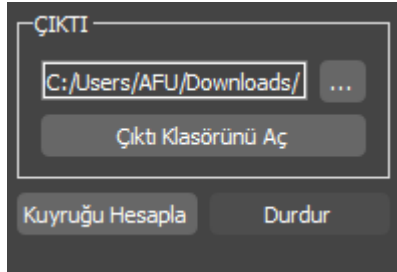 ÇIKTI
C:/Users/AFU/Downloads/ ...
Çıktı Klasörünü Aç
Kuyruğu Hesapla Durdur